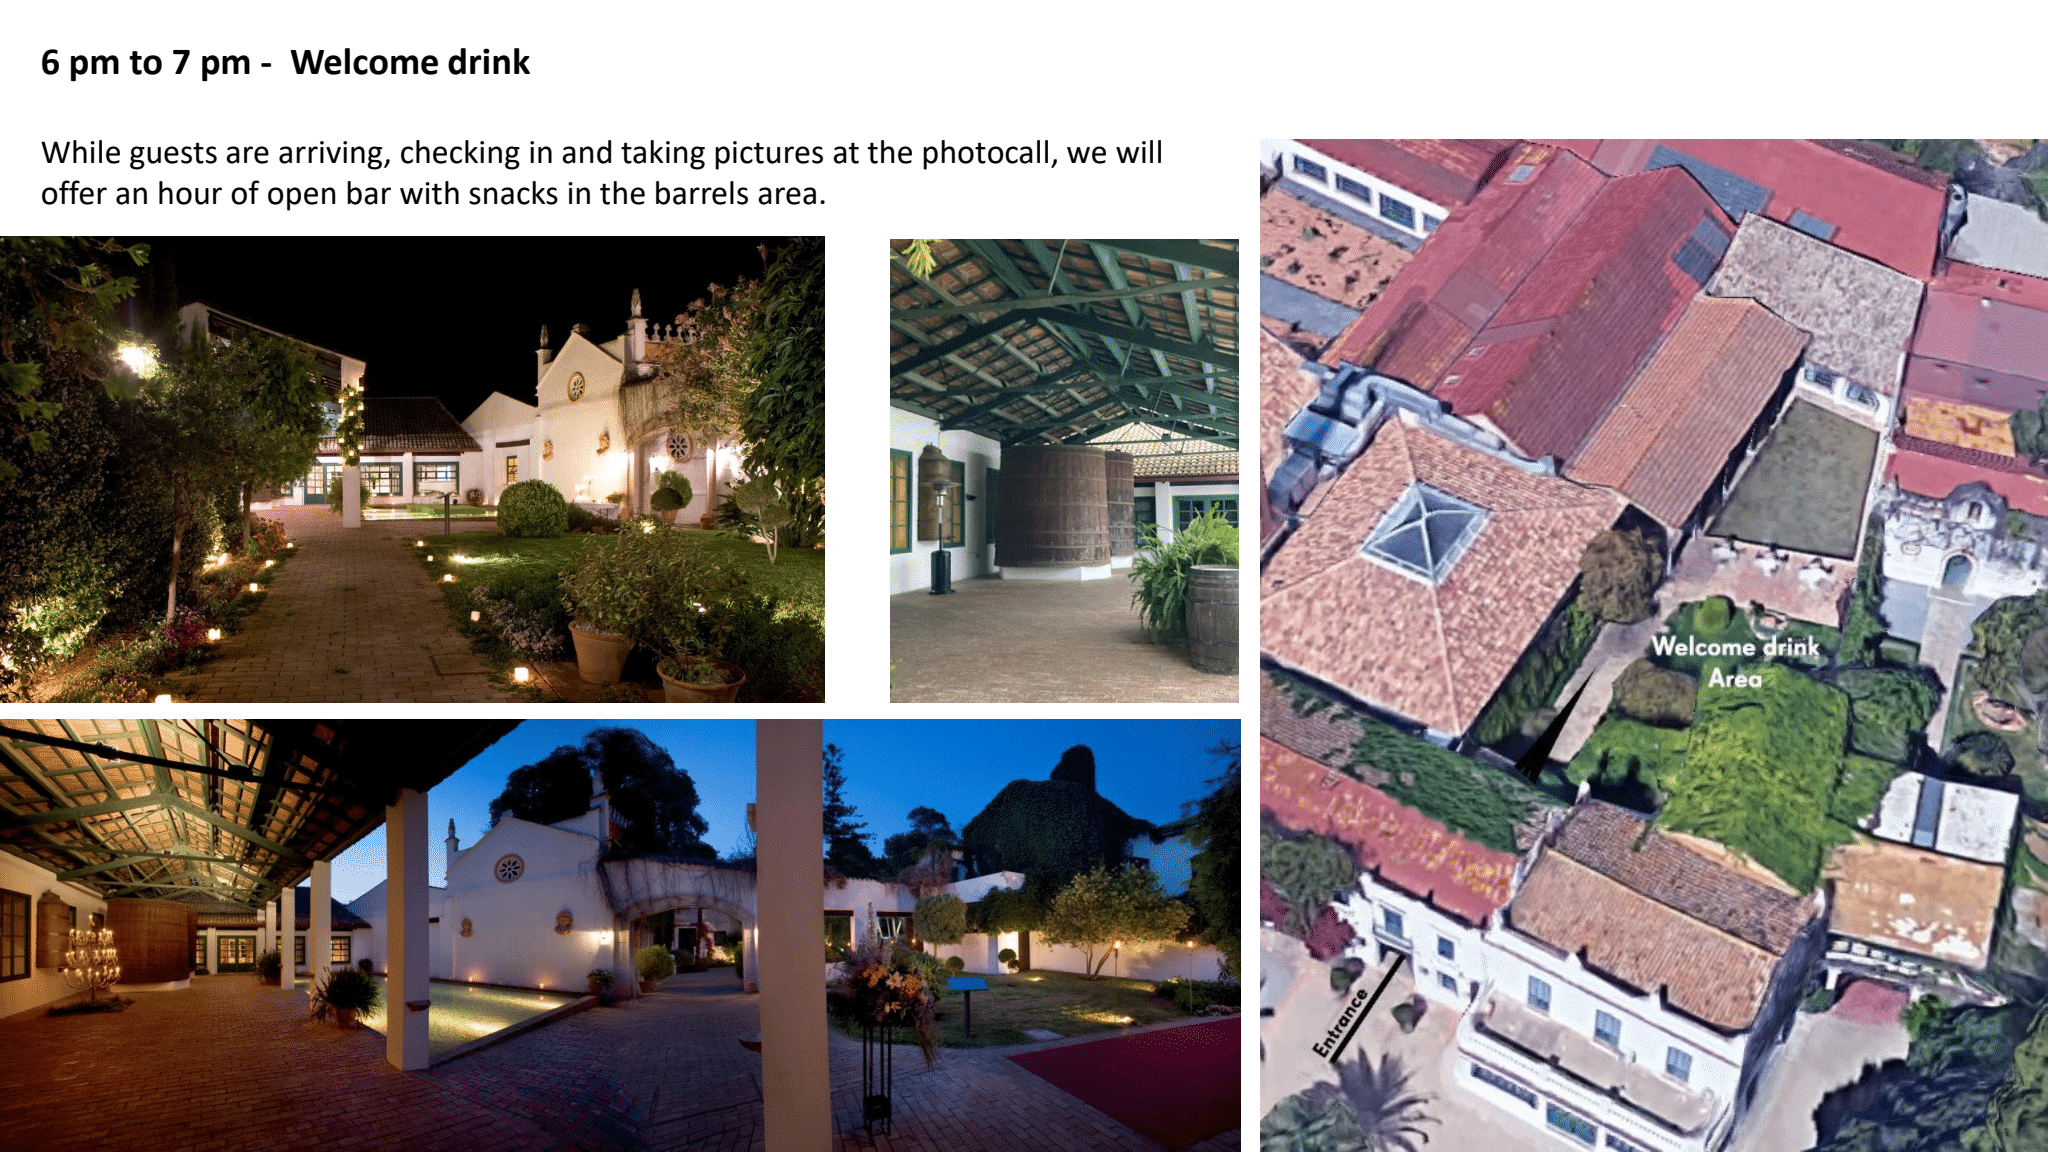 6 pm to 7 pm -  Welcome drink
While guests are arriving, checking in and taking pictures at the photocall, we will
offer an hour of open bar with snacks in the barrels area.
Welcome drink
Area
Entrance